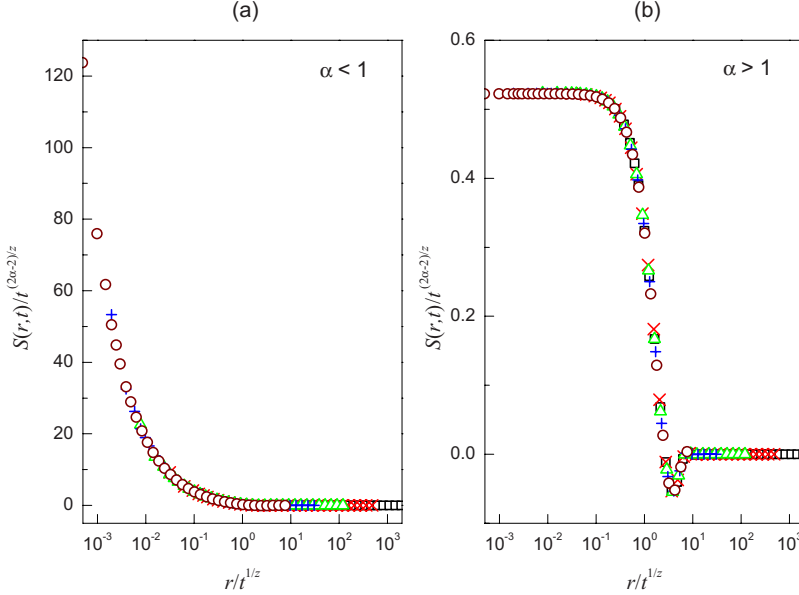 (a)
(b)
α < 1
α > 1
S(r,t)/t^{(2α-2)/z}
120
100
80
60
40
20
0
10^{-3} 10^{-2} 10^{-1} 10^{0} 10^{1} 10^{2} 10^{3}
r/t^{1/z}
S(r,t)/t^{(2α-2)/z}
0.6
0.4
0.2
0.0
10^{-3} 10^{-2} 10^{-1} 10^{0} 10^{1} 10^{2} 10^{3}
r/t^{1/z}